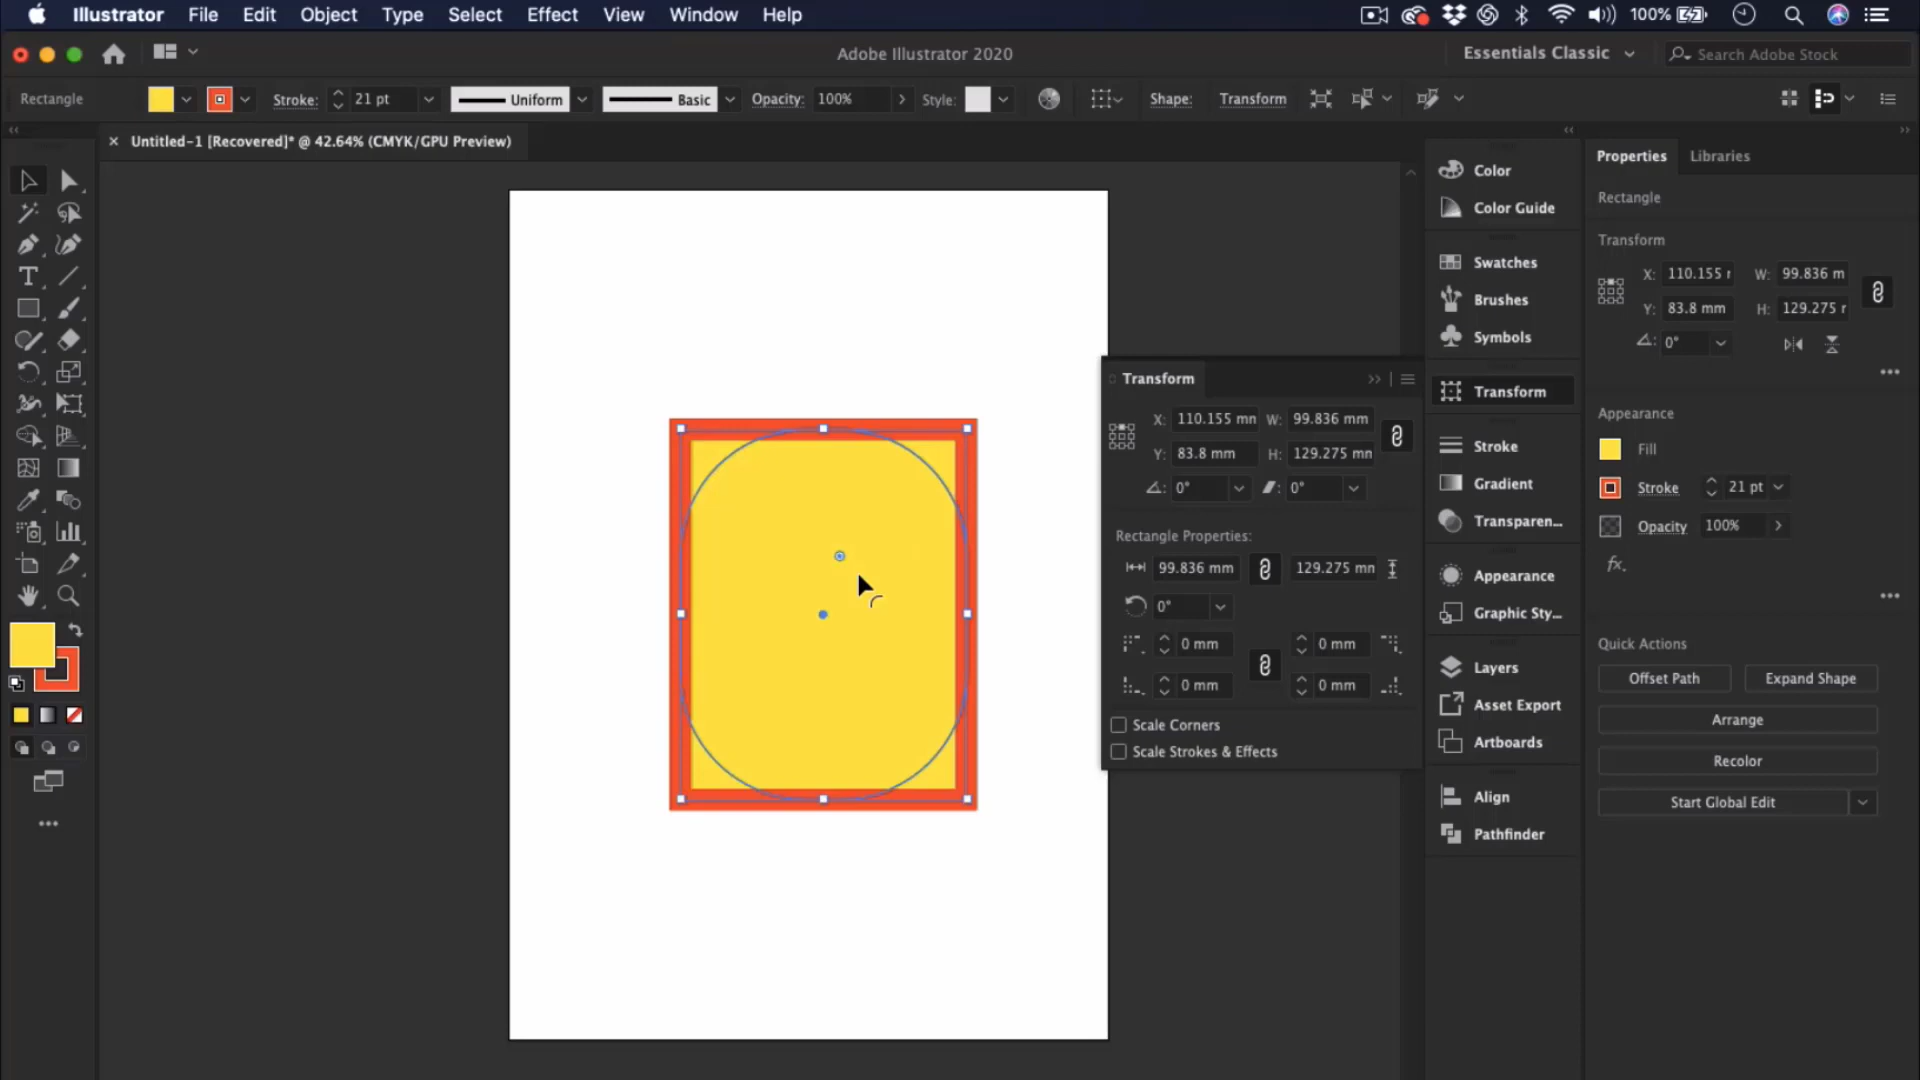 Illustrator File Edit Object Type Select Effect View Window Help 100%
Adobe Illustrator 2020 Essentials Classic Search Adobe Stock
Rectangle Stroke: 21 pt Uniform Basic Opacity: 100% Style: Shape: Transform
× Untitled-1 [Recovered]* @ 42.64% (CMYK/GPU Preview)
Color
Color Guide
Swatches
Brushes
Symbols
Transform
Stroke
Gradient
Transparen...
Appearance
Graphic Sty...
Layers
Asset Export
Artboards
Align
Pathfinder
Transform
X: 110.155 mn W: 99.836 mm
Y: 83.8 mm H: 129.275 mn
0° 0°
Rectangle Properties:
99.836 mm 129.275 mn
0°
0 mm 0 mm
0 mm 0 mm
Scale Corners
Scale Strokes & Effects
Properties Libraries
Rectangle
Transform
X: 110.155 r W: 99.836 m
Y: 83.8 mm H: 129.275 r
0°
Appearance
Fill
Stroke 21 pt
Opacity 100%
fx.
Quick Actions
Offset Path Expand Shape
Arrange
Recolor
Start Global Edit